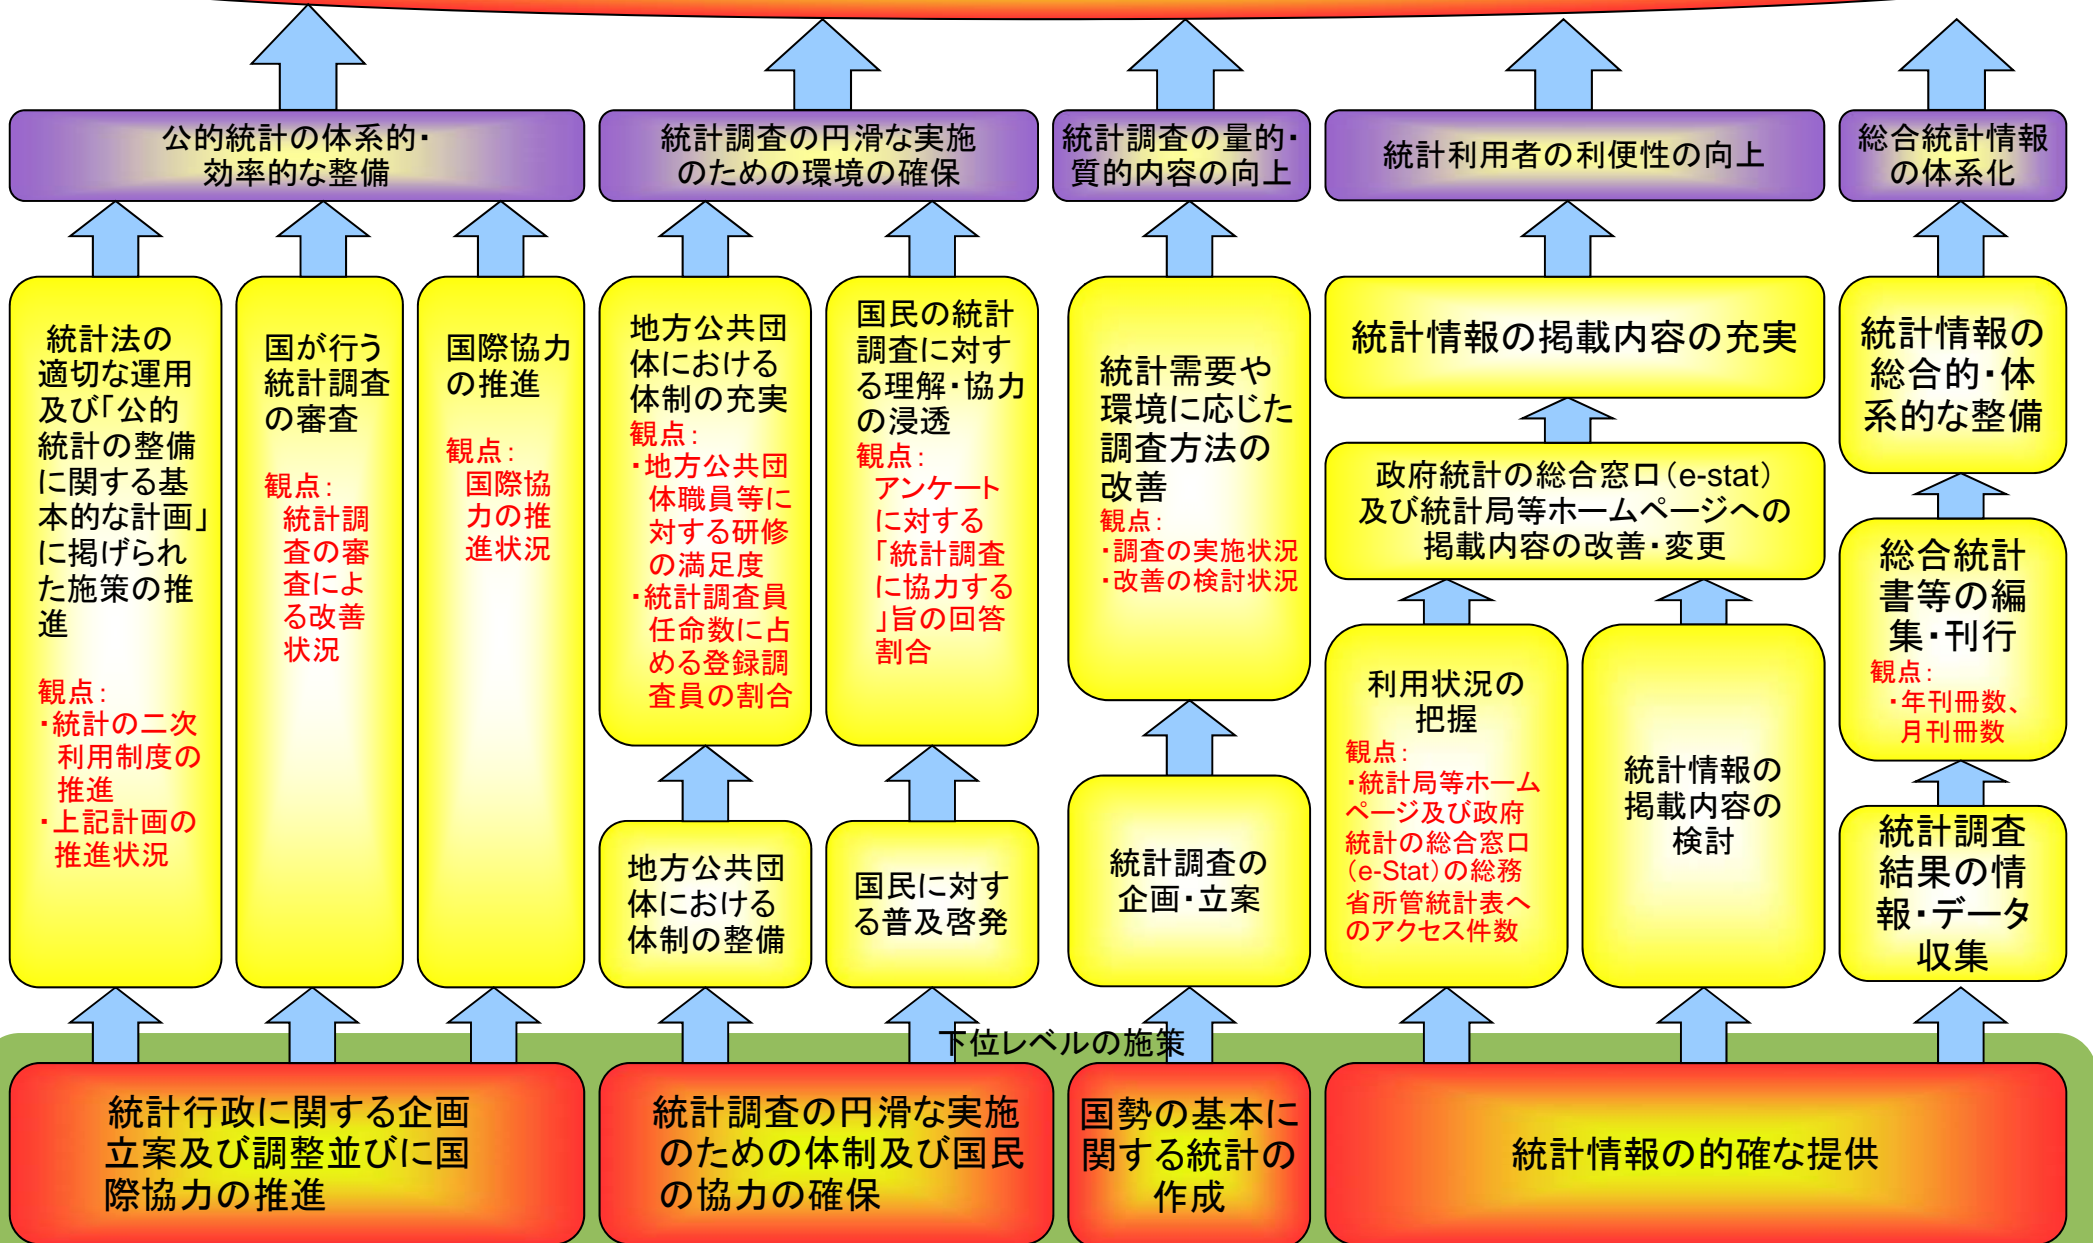 公的統計の体系的・
効率的な整備
統計調査の円滑な実施
のための環境の確保
統計調査の量的・
質的内容の向上
統計利用者の利便性の向上
総合統計情報
の体系化
統計法の
適切な運用
及び「公的
統計の整備
に関する基
本的な計画」
に掲げられ
た施策の推
進
観点：
・統計の二次
利用制度の
推進
・上記計画の
推進状況
国が行う
統計調査
の審査
観点：
統計調
査の審
査によ
る改善
状況
国際協力
の推進
観点：
国際協
力の推
進状況
地方公共団
体における
体制の充実
観点：
・地方公共団
体職員等に
対する研修
の満足度
・統計調査員
任命数に占
める登録調
査員の割合
国民の統計
調査に対す
る理解・協力
の浸透
観点：
アンケート
に対する
「統計調査
に協力する
」旨の回答
割合
統計需要や
環境に応じた
調査方法の
改善
観点：
・調査の実施状況
・改善の検討状況
統計情報の掲載内容の充実
政府統計の総合窓口（e-stat）
及び統計局等ホームページへの
掲載内容の改善・変更
利用状況の
把握
観点：
・統計局等ホーム
ページ及び政府
統計の総合窓口
（e-Stat）の総務
省所管統計表へ
のアクセス件数
統計情報の
掲載内容の
検討
統計情報の
総合的・体
系的な整備
総合統計
書等の編
集・刊行
観点：
・年刊冊数、
月刊冊数
統計調査
結果の情
報・データ
収集
地方公共団
体における
体制の整備
国民に対す
る普及啓発
統計調査の
企画・立案
下位レベルの施策
統計行政に関する企画
立案及び調整並びに国
際協力の推進
統計調査の円滑な実施
のための体制及び国民
の協力の確保
国勢の基本に
関する統計の
作成
統計情報の的確な提供